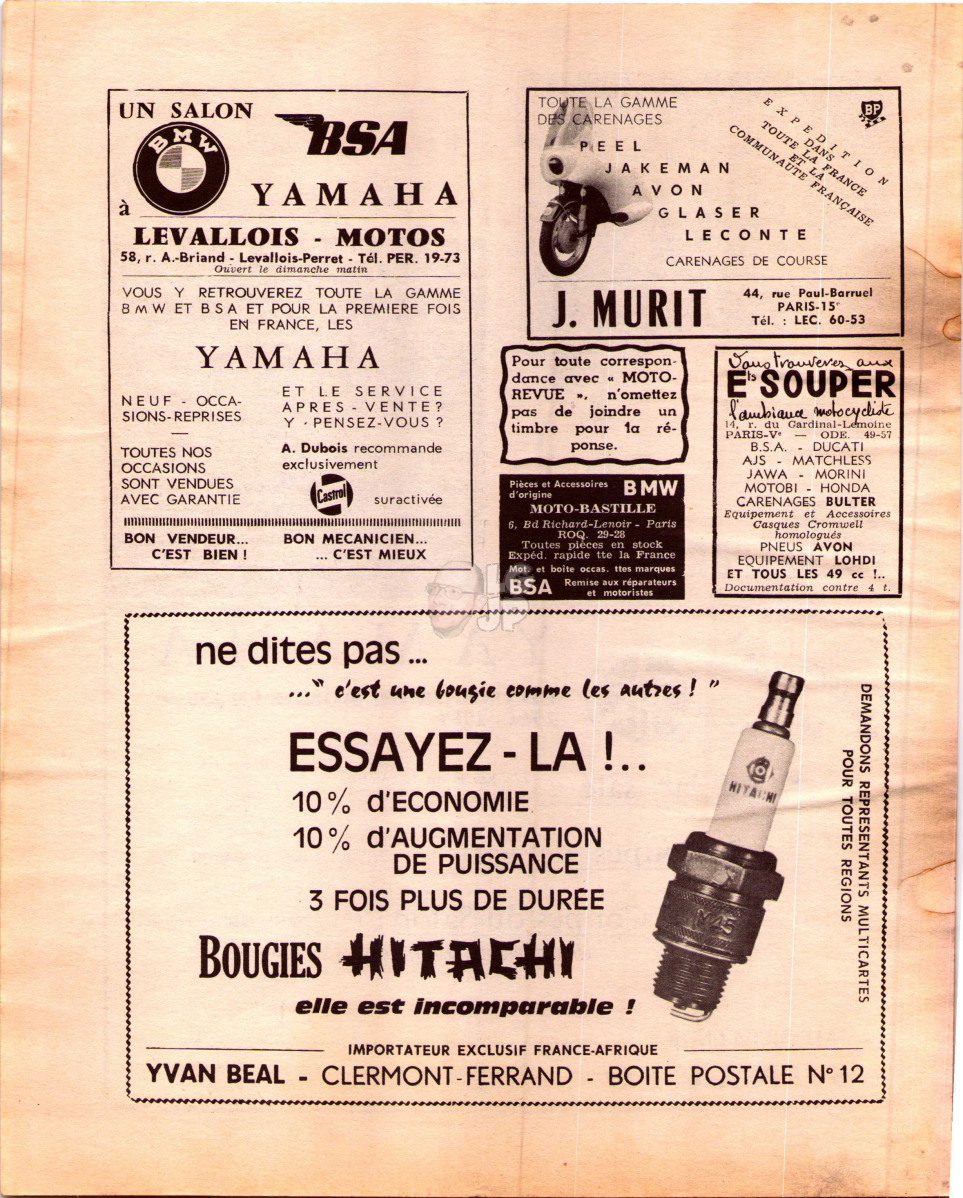 UN SALON
BMW
BSA
YAMAHA
à
LEVALLOIS - MOTOS
58, r. A.-Briand - Levallois-Perret - Tél. PER. 19-73
Ouvert le dimanche matin
VOUS Y RETROUVEREZ TOUTE LA GAMME
BMW ET BSA ET POUR LA PREMIERE FOIS
EN FRANCE, LES
YAMAHA
NEUF - OCCA-
SIONS-REPRISES
ET LE SERVICE
APRES - VENTE?
Y - PENSEZ-VOUS ?
TOUTES NOS
OCCASIONS
SONT VENDUES
AVEC GARANTIE
A. Dubois recommande
exclusivement
Castrol
suractivée
BON VENDEUR...
C'EST BIEN !
BON MECANICIEN...
... C'EST MIEUX
TOUTE LA GAMME
DES CARENAGES
PEEL
JAKEMAN
AVON
GLASER
LECONTE
CARENAGES DE COURSE
EXPEDITION
DANS
TOUTE LA FRANCE
ET LA
COMMUNAUTE FRANÇAISE
BP
J. MURIT
44, rue Paul-Barruel
PARIS-15e
Tél. : LEC. 60-53
Pour toute correspon-
dance avec « MOTO-
REVUE », n'omettez
pas de joindre un
timbre pour la ré-
ponse.
Pièces et Accessoires
d'origine
BMW
MOTO-BASTILLE
6, Bd Richard-Lenoir - Paris
ROQ. 29-28
Toutes pièces en stock
Expéd. rapide tte la France
Mot. et boite occas. ttes marques
BSA
Remise aux réparateurs
et motoristes
Vous trouverez aux
Ets SOUPER
l'ambiance motocycliste
14, r. du Cardinal-Lemoine
PARIS-Ve — ODE. 49-57
B.S.A. - DUCATI
AJS - MATCHLESS
JAWA - MORINI
MOTOBI - HONDA
CARENAGES BULTER
Equipement et Accessoires
Casques Cromwell
homologués
PNEUS AVON
EQUIPEMENT LOHDI
ET TOUS LES 49 cc !..
Documentation contre 4 t.
JP
ne dites pas ...
..." c'est une bougie comme les autres ! "
ESSAYEZ - LA !..
10 % d'ECONOMIE
10 % d'AUGMENTATION
DE PUISSANCE
3 FOIS PLUS DE DURÉE
BOUGIES HITACHI
elle est incomparable !
HITACHI
M45
DEMANDONS REPRESENTANTS MULTICARTES
POUR TOUTES REGIONS
IMPORTATEUR EXCLUSIF FRANCE-AFRIQUE
YVAN BEAL - CLERMONT-FERRAND - BOITE POSTALE N° 12